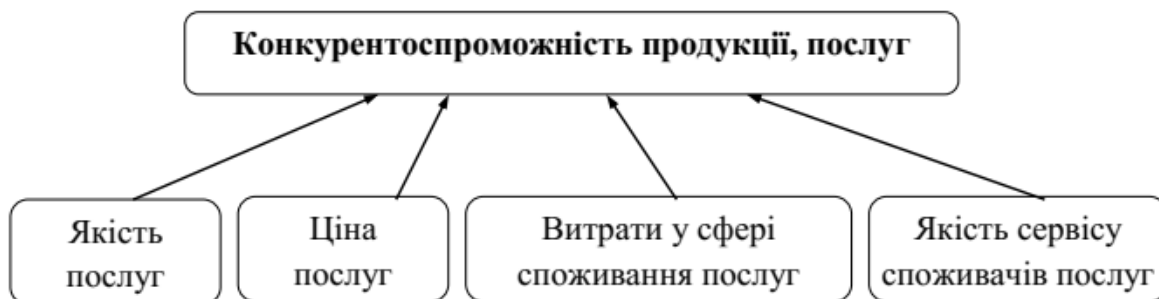 Конкурентоспроможність продукції, послуг
Якість
послуг
Ціна
послуг
Витрати у сфері
споживання послуг
Якість сервісу
споживачів послуг